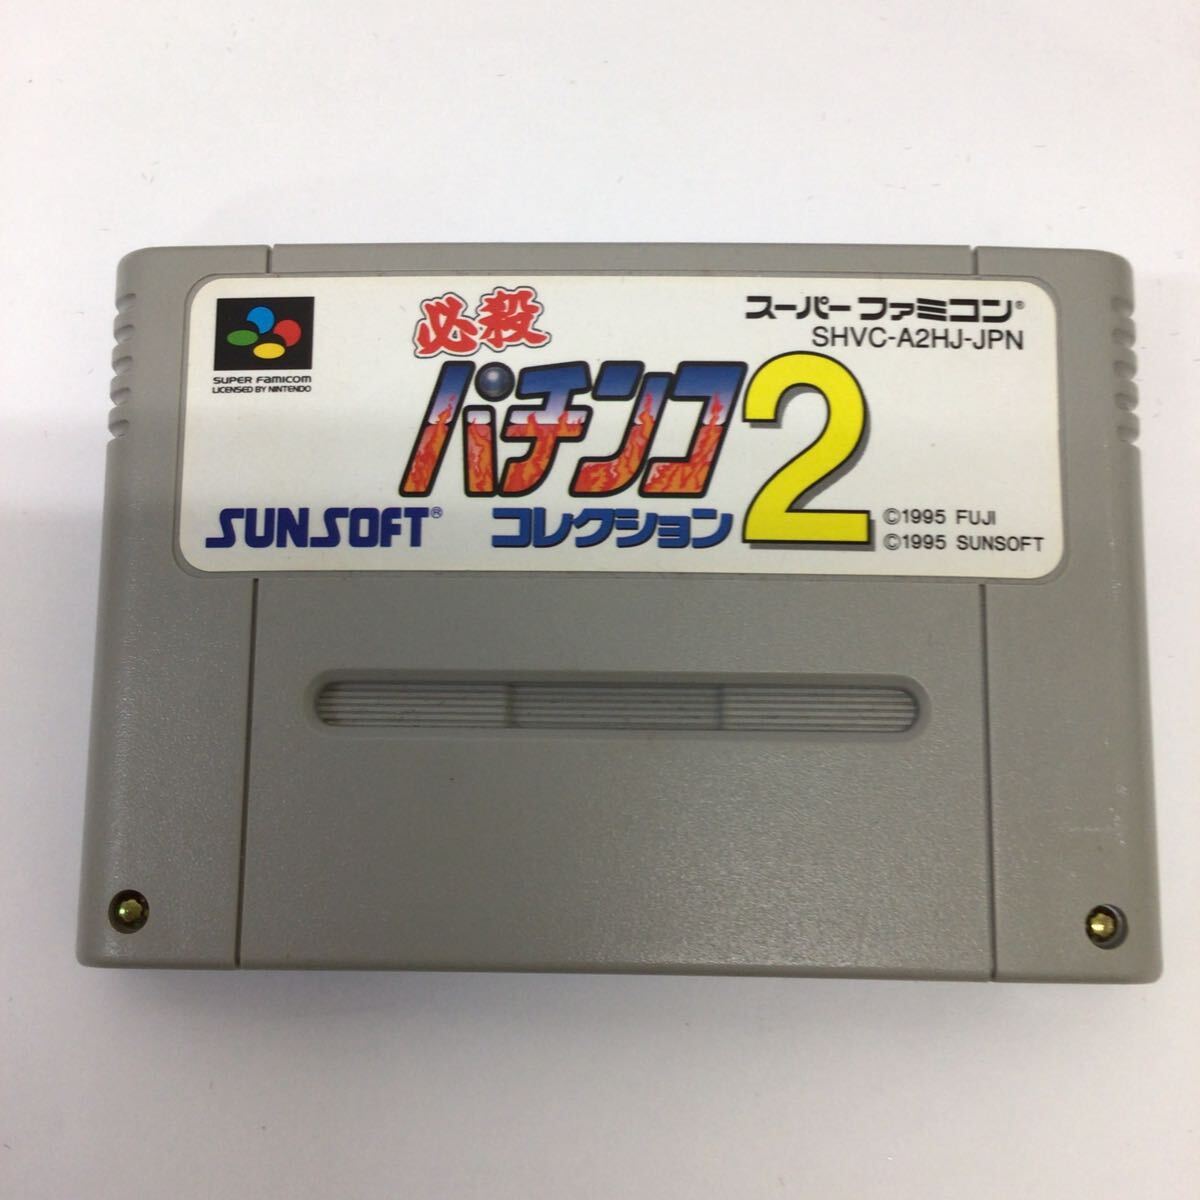 SUPER FAMICOM
LICENSED BY NINTENDO
必殺
パチンコ
コレクション
2
スーパーファミコン®
SHVC-A2HJ-JPN
SUNSOFT®
©1995 FUJI
©1995 SUNSOFT